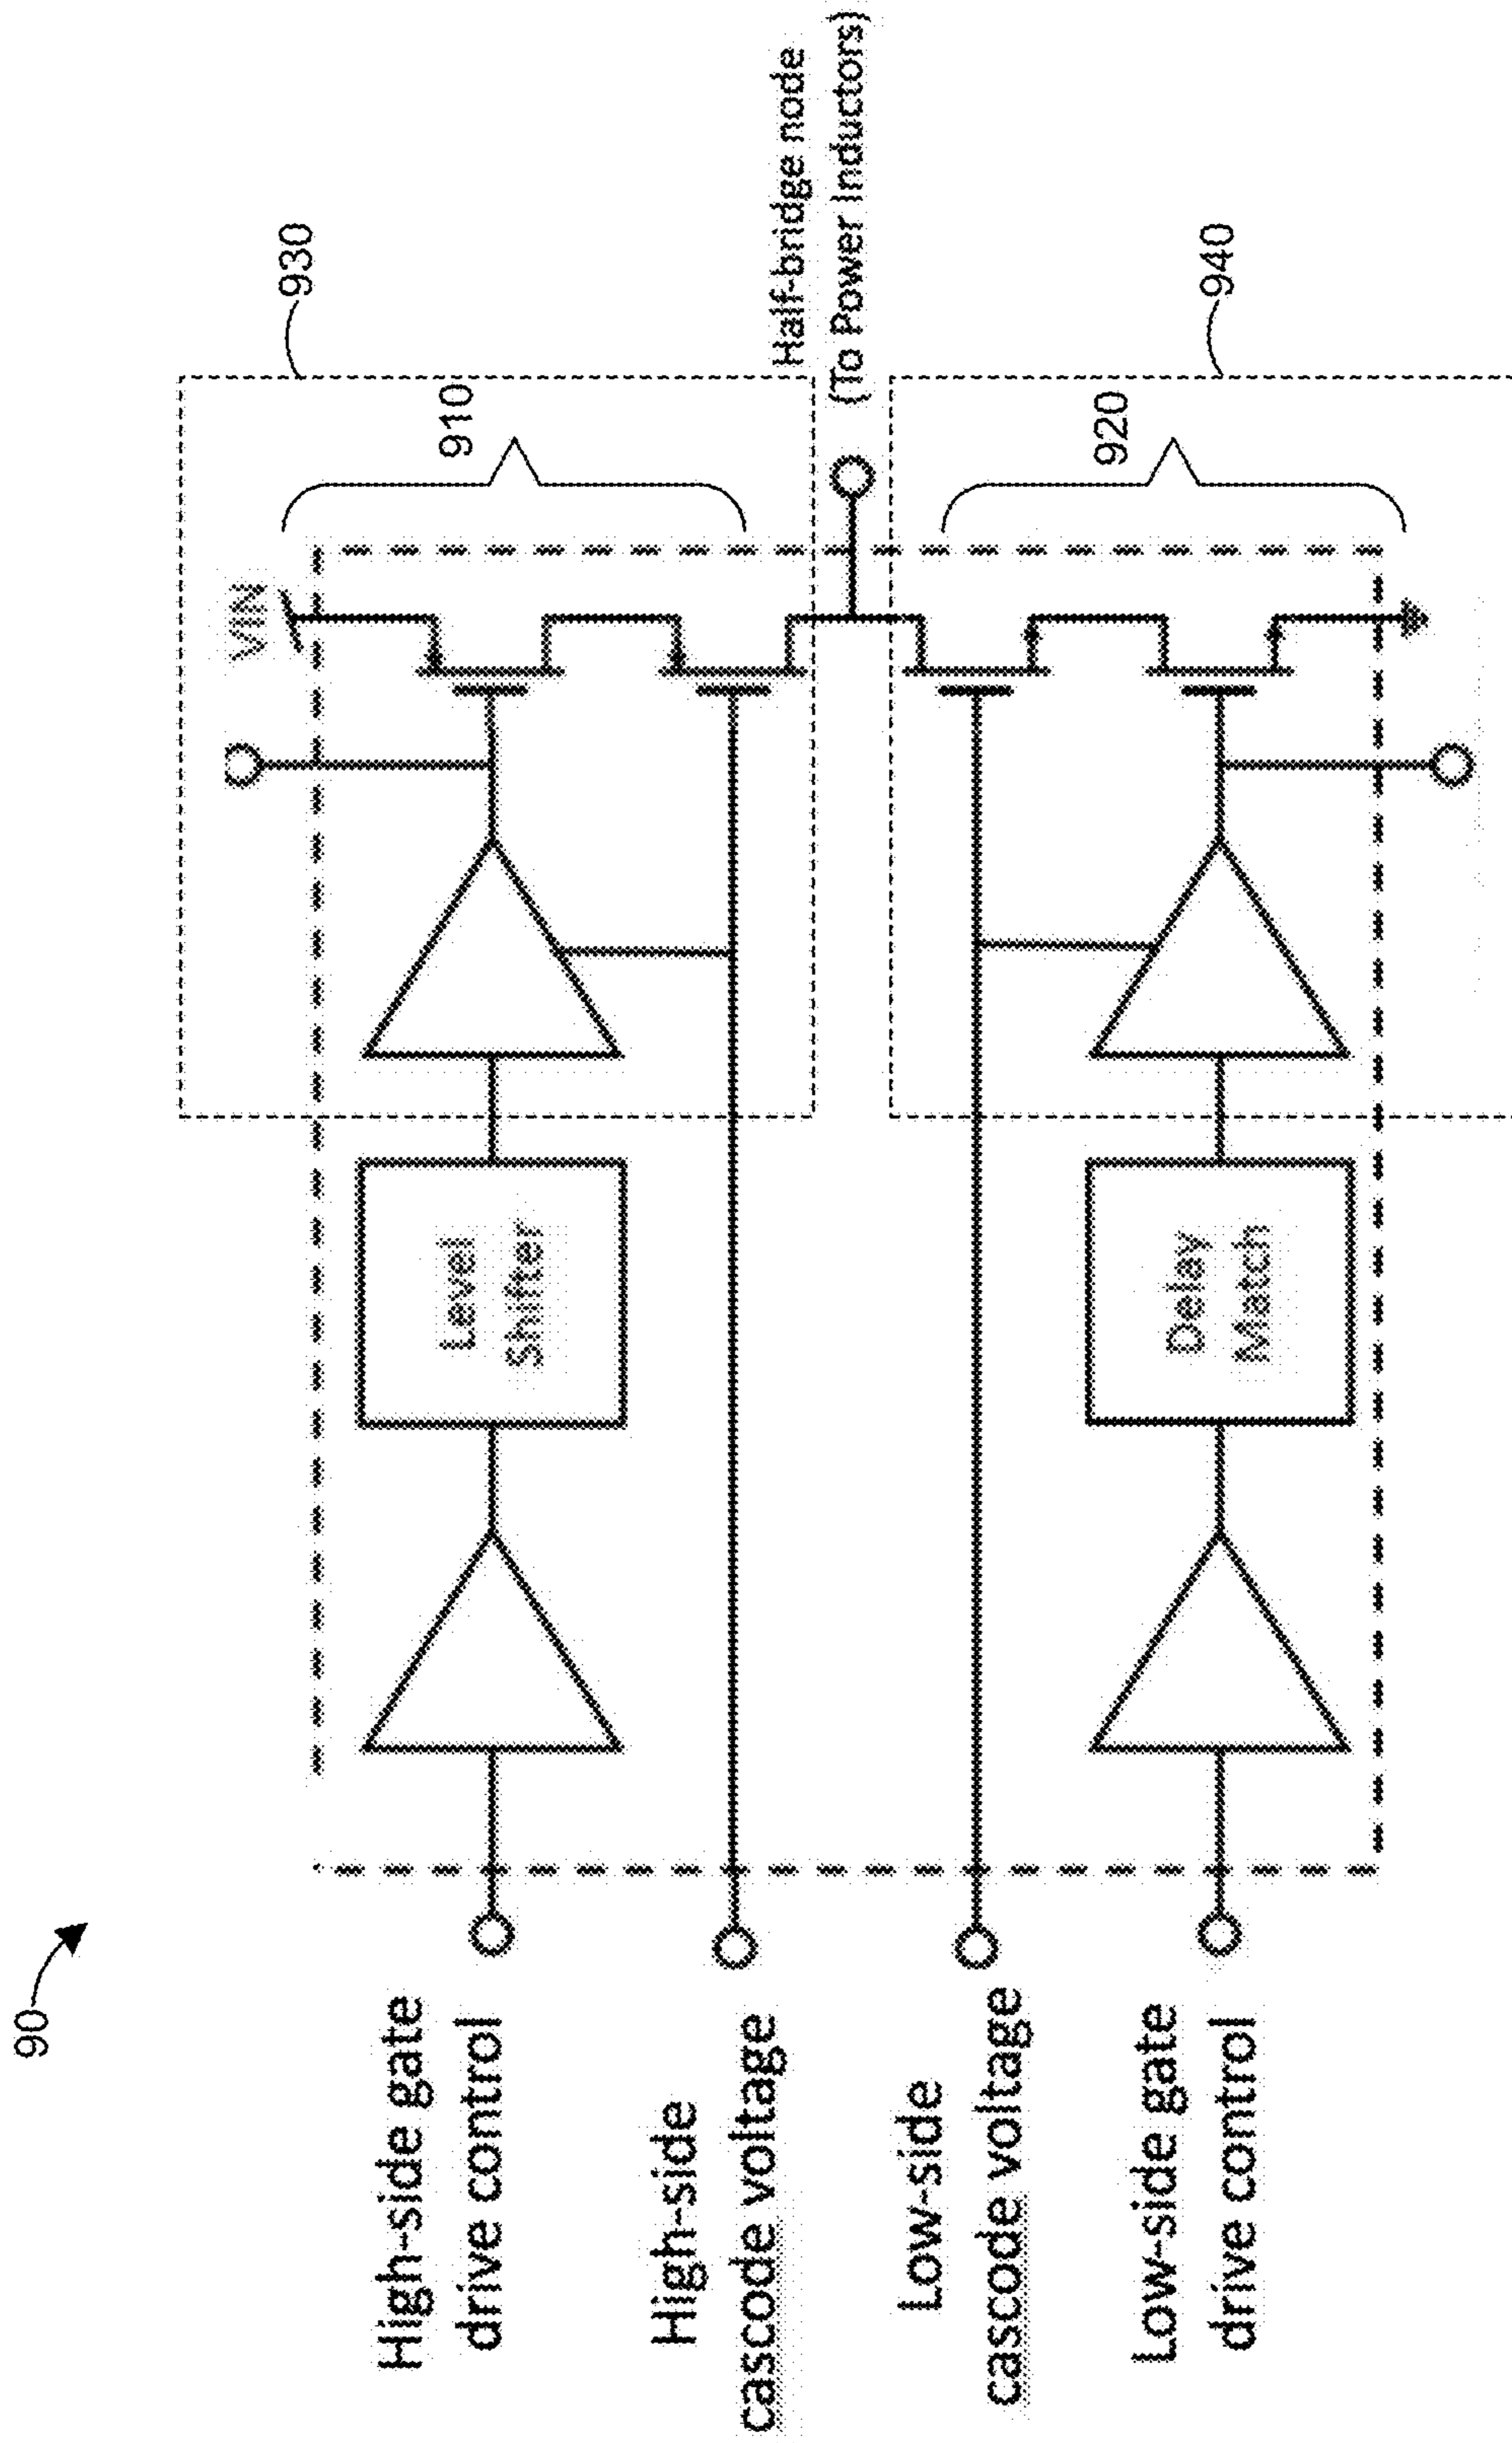 90
High-side gate
drive control
High-side
cascode voltage
Low-side
cascode voltage
Low-side gate
drive control
Level
Shifter
Delay
Match
VIN
910
920
930
940
Half-bridge node
(To Power Inductors)